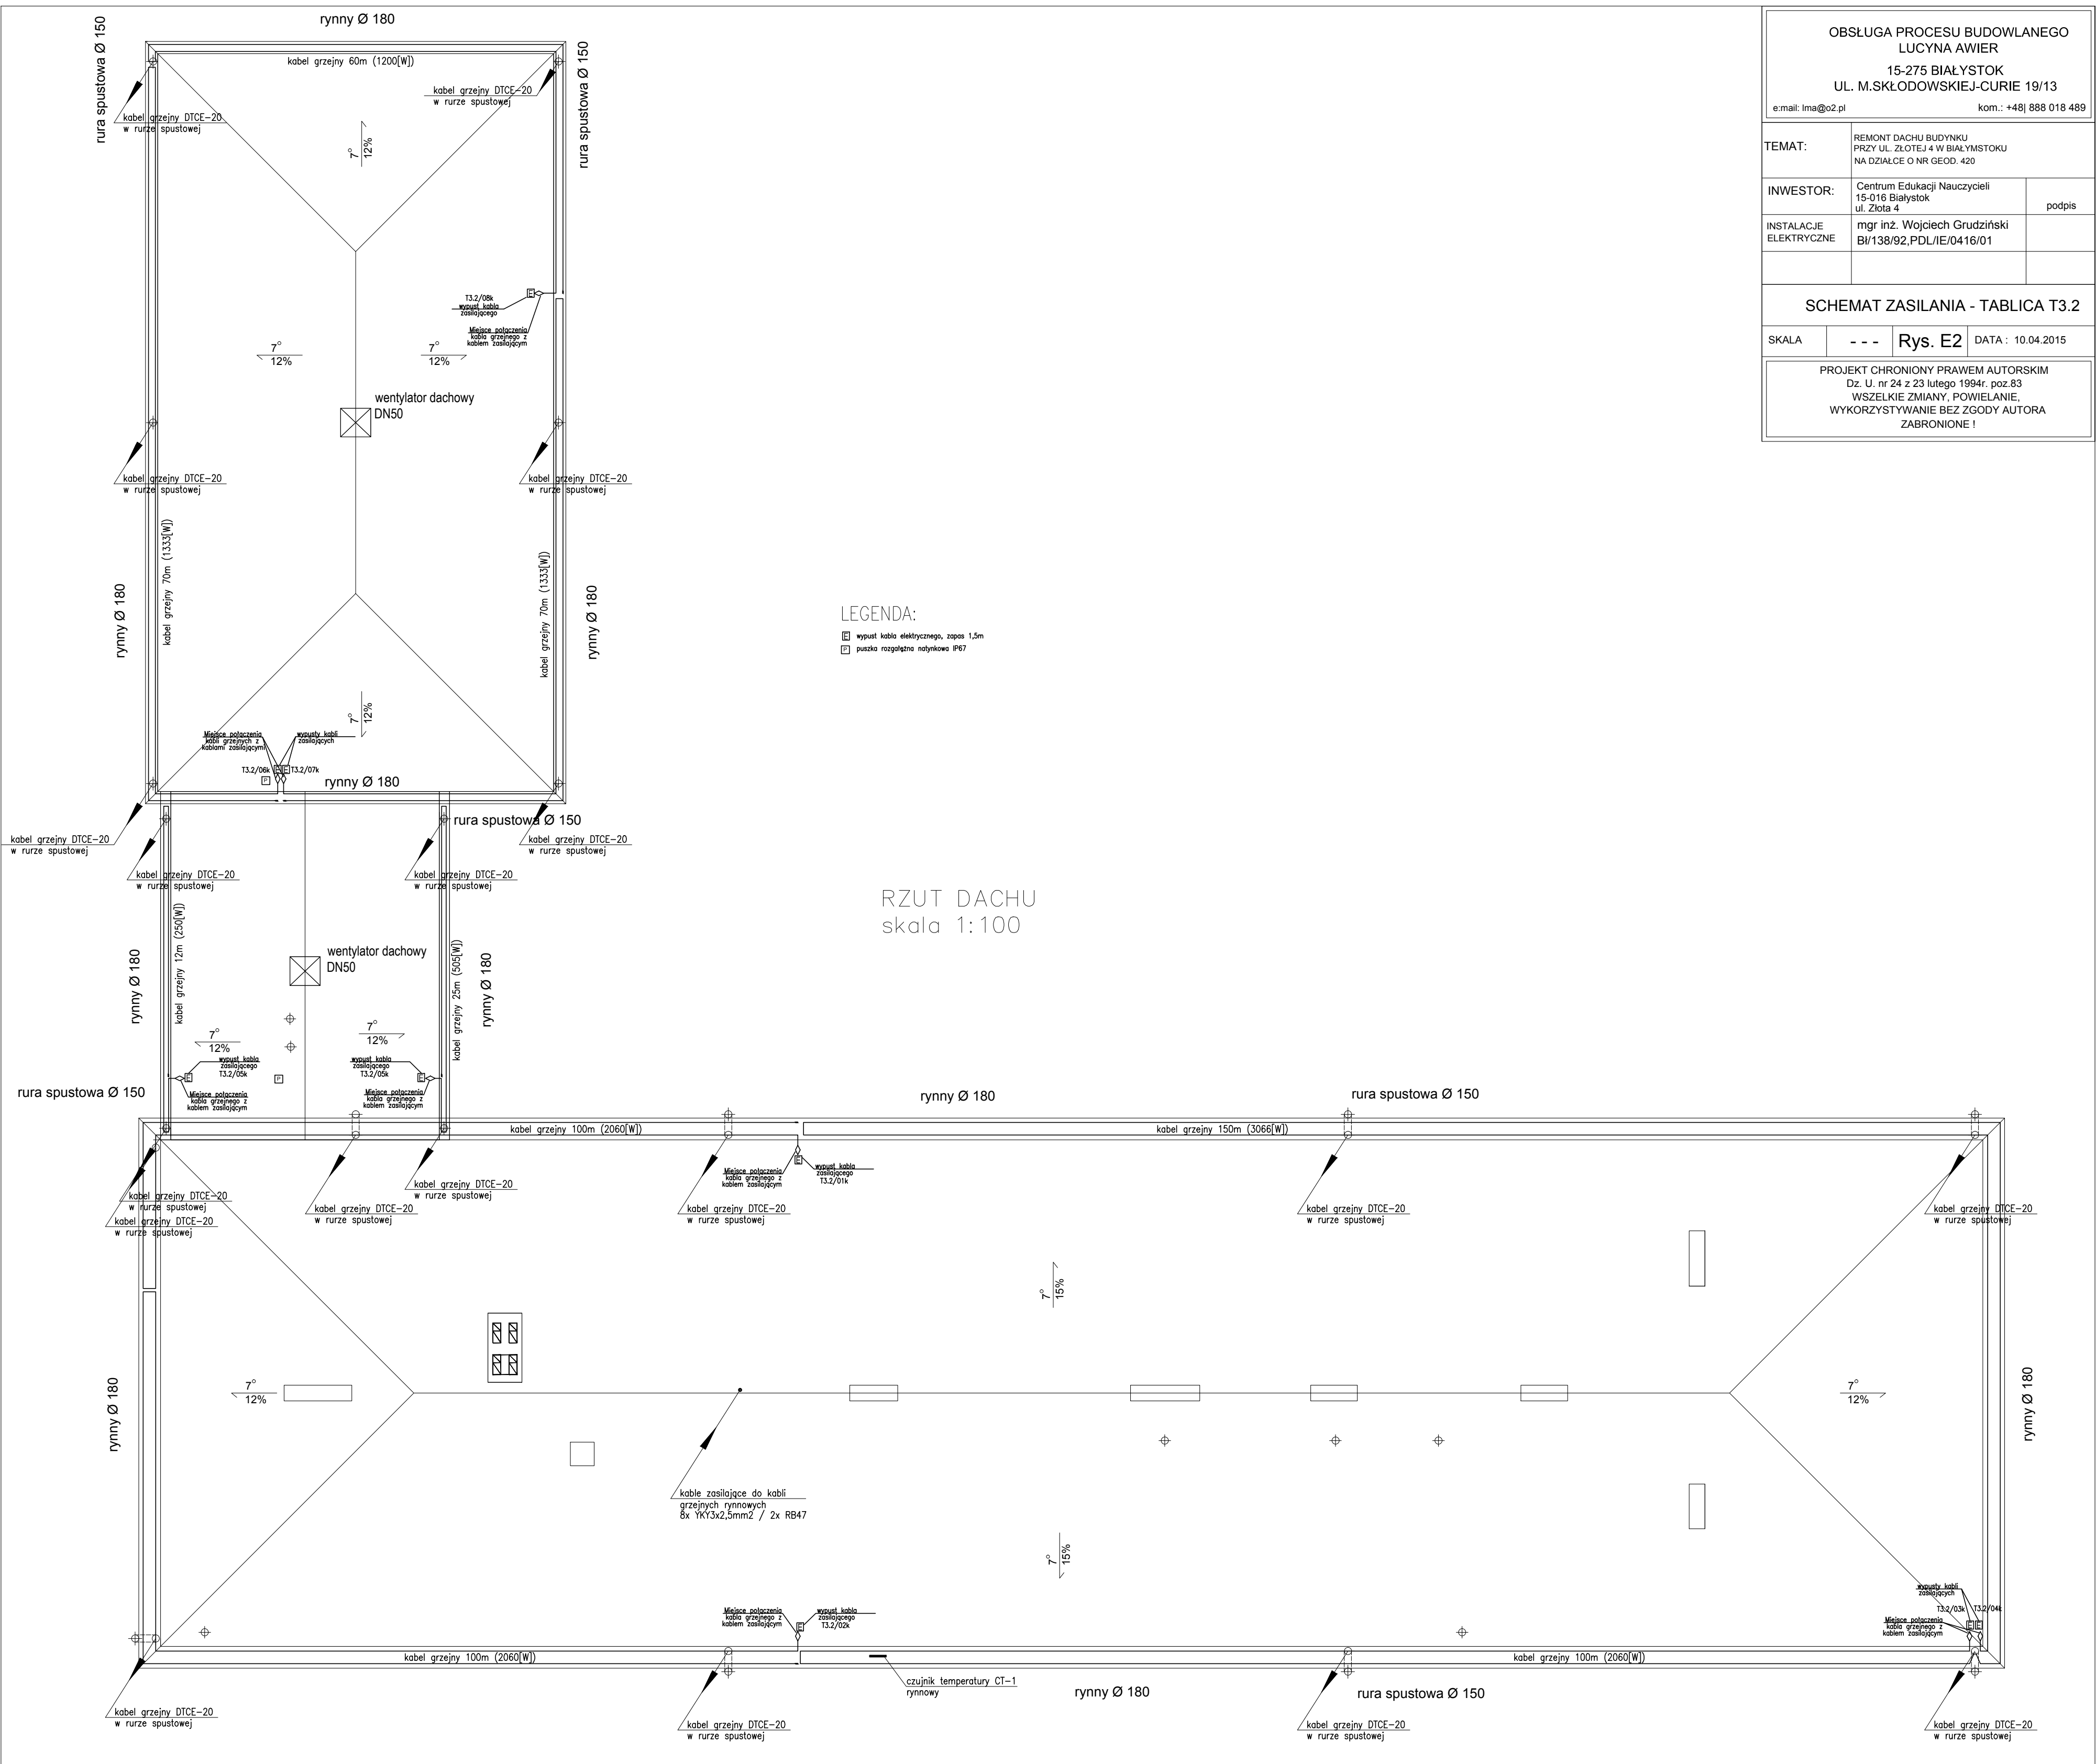 OBSŁUGA PROCESU BUDOWLANEGO
LUCYNA AWIER
15-275 BIAŁYSTOK
UL. M.SKŁODOWSKIEJ-CURIE 19/13
e:mail: lma@o2.pl kom.: +48| 888 018 489
TEMAT:
REMONT DACHU BUDYNKU
PRZY UL. ZŁOTEJ 4 W BIAŁYMSTOKU
NA DZIAŁCE O NR GEOD. 420
INWESTOR:
Centrum Edukacji Nauczycieli
15-016 Białystok
ul. Złota 4
podpis
INSTALACJE
ELEKTRYCZNE
mgr inż. Wojciech Grudziński
Bł/138/92,PDL/IE/0416/01
SCHEMAT ZASILANIA - TABLICA T3.2
SKALA - - - Rys. E2 DATA : 10.04.2015
PROJEKT CHRONIONY PRAWEM AUTORSKIM
Dz. U. nr 24 z 23 lutego 1994r. poz.83
WSZELKIE ZMIANY, POWIELANIE,
WYKORZYSTYWANIE BEZ ZGODY AUTORA
ZABRONIONE !
rynny Ø 180
rura spustowa Ø 150
rura spustowa Ø 150
kabel grzejny 60m (1200[W])
kabel grzejny DTCE-20
w rurze spustowej
kabel grzejny DTCE-20
w rurze spustowej
7°
12%
T3.2/08k
wypust kabla
zasilającego
Miejsce połączenia
kabla grzejnego z
kablem zasilającym
7°
12%
7°
12%
wentylator dachowy
DN50
kabel grzejny DTCE-20
w rurze spustowej
kabel grzejny DTCE-20
w rurze spustowej
kabel grzejny 70m (1333[W])
kabel grzejny 70m (1333[W])
rynny Ø 180
rynny Ø 180
LEGENDA:
E wypust kabla elektrycznego, zapas 1,5m
P puszka rozgałęźna natynkowa IP67
7°
12%
Miejsce połączenia
kabli grzejnych z
kablami zasilającymi
wypusty kabli
zasilających
T3.2/06k E E T3.2/07k
P
rynny Ø 180
rura spustowa Ø 150
kabel grzejny DTCE-20
w rurze spustowej
kabel grzejny DTCE-20
w rurze spustowej
kabel grzejny DTCE-20
w rurze spustowej
kabel grzejny DTCE-20
w rurze spustowej
RZUT DACHU
skala 1:100
kabel grzejny 12m (250[W])
kabel grzejny 25m (505[W])
rynny Ø 180
rynny Ø 180
wentylator dachowy
DN50
7°
12%
7°
12%
wypust kabla
zasilającego
T3.2/05k
wypust kabla
zasilającego
T3.2/05k
E
P
E
Miejsce połączenia
kabla grzejnego z
kablem zasilającym
Miejsce połączenia
kabla grzejnego z
kablem zasilającym
rura spustowa Ø 150
rynny Ø 180
rura spustowa Ø 150
kabel grzejny 100m (2060[W])
kabel grzejny 150m (3066[W])
Miejsce połączenia
kabla grzejnego z
kablem zasilającym
E
wypust kabla
zasilającego
T3.2/01k
kabel grzejny DTCE-20
w rurze spustowej
kabel grzejny DTCE-20
w rurze spustowej
kabel grzejny DTCE-20
w rurze spustowej
kabel grzejny DTCE-20
w rurze spustowej
kabel grzejny DTCE-20
w rurze spustowej
kabel grzejny DTCE-20
w rurze spustowej
kabel grzejny DTCE-20
w rurze spustowej
7°
15%
rynny Ø 180
7°
12%
7°
12%
rynny Ø 180
kable zasilające do kabli
grzejnych rynnowych
8x YKY3x2,5mm2 / 2x RB47
7°
15%
Miejsce połączenia
kabla grzejnego z
kablem zasilającym
E
wypust kabla
zasilającego
T3.2/02k
wypusty kabli
zasilających
T3.2/03k T3.2/04k
E E
Miejsce połączenia
kabla grzejnego z
kablem zasilającym
kabel grzejny 100m (2060[W])
kabel grzejny 100m (2060[W])
czujnik temperatury CT-1
rynnowy
rynny Ø 180
rura spustowa Ø 150
kabel grzejny DTCE-20
w rurze spustowej
kabel grzejny DTCE-20
w rurze spustowej
kabel grzejny DTCE-20
w rurze spustowej
kabel grzejny DTCE-20
w rurze spustowej